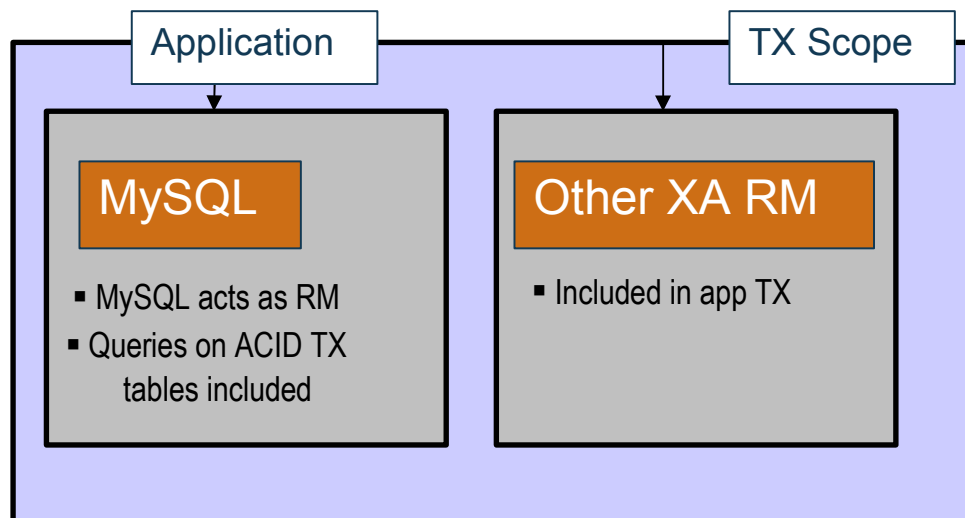 Application
TX Scope
MySQL
▪ MySQL acts as RM
▪ Queries on ACID TX
tables included
Other XA RM
▪ Included in app TX